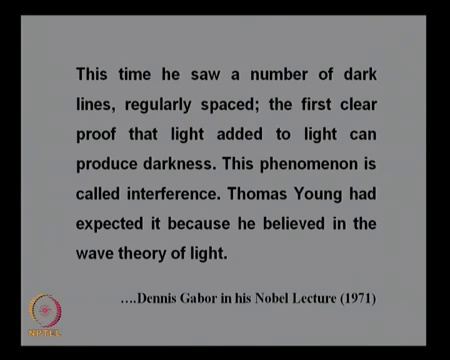 This time he saw a number of dark
lines, regularly spaced; the first clear
proof that light added to light can
produce darkness. This phenomenon is
called interference. Thomas Young had
expected it because he believed in the
wave theory of light.
....Dennis Gabor in his Nobel Lecture (1971)
NPTEL